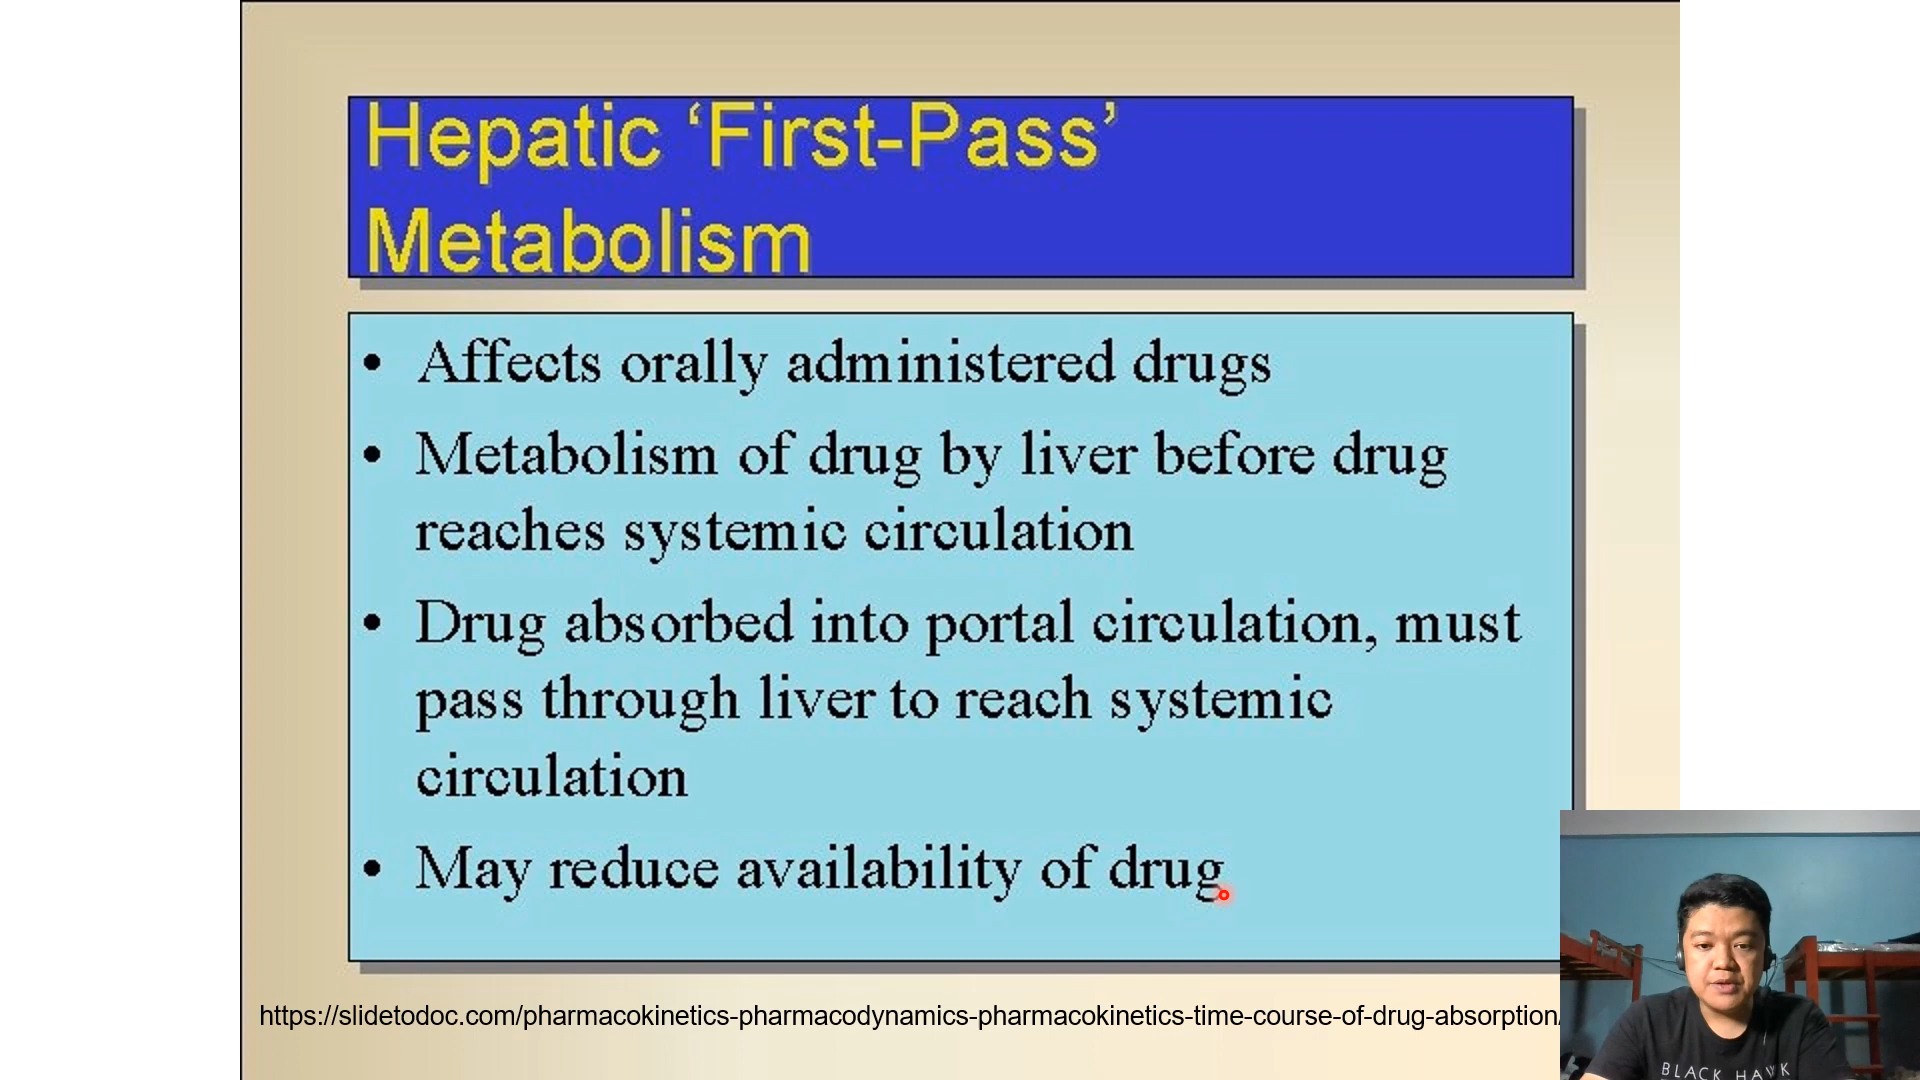 Hepatic ‘First-Pass’
Metabolism
• Affects orally administered drugs
• Metabolism of drug by liver before drug
reaches systemic circulation
• Drug absorbed into portal circulation, must
pass through liver to reach systemic
circulation
• May reduce availability of drug
https://slidetodoc.com/pharmacokinetics-pharmacodynamics-pharmacokinetics-time-course-of-drug-absorption/
BLACK HAWK